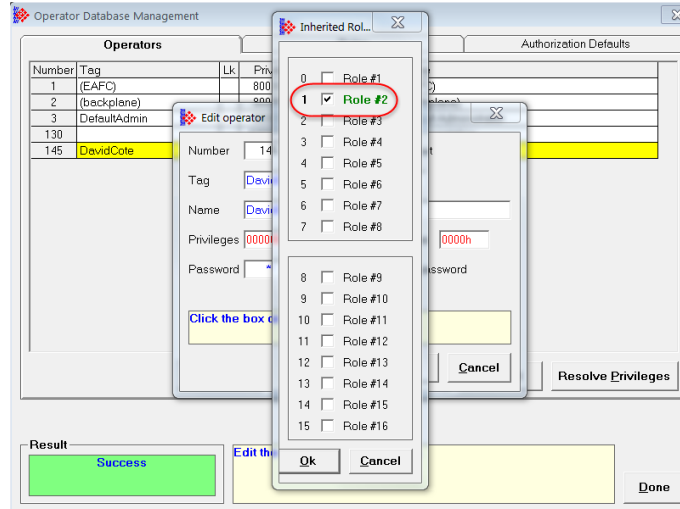 Operator Database Management
Operators
Authorization Defaults
Number Tag Lk
1 (EAFC)
2 (backplane)
3 DefaultAdmin
130
145 DavidCote
Edit operator
Number
Tag
Name
Privileges 0000h
Password
assword
Click the box
Cancel
Resolve Privileges
Inherited Rol...
0 Role #1
1 Role #2
2 Role #3
3 Role #4
4 Role #5
5 Role #6
6 Role #7
7 Role #8
8 Role #9
9 Role #10
10 Role #11
11 Role #12
12 Role #13
13 Role #14
14 Role #15
15 Role #16
Ok Cancel
Result
Success
Edit the
Done